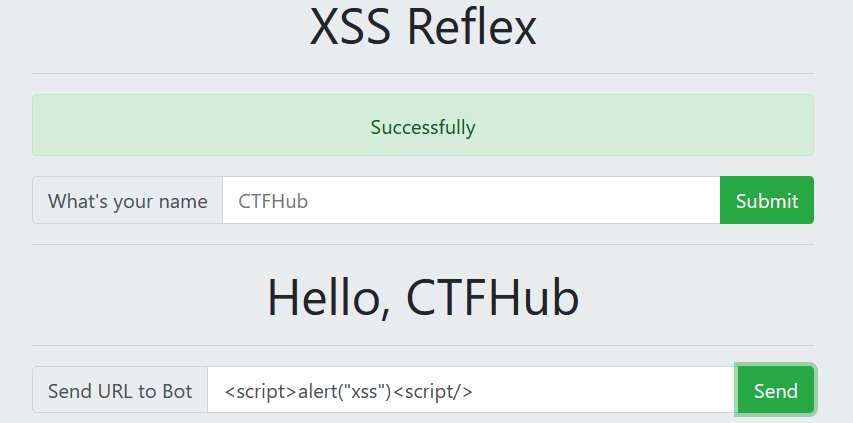 XSS Reflex
Successfully
What's your name CTFHub Submit
Hello, CTFHub
Send URL to Bot <script>alert("xss")<script/> Send